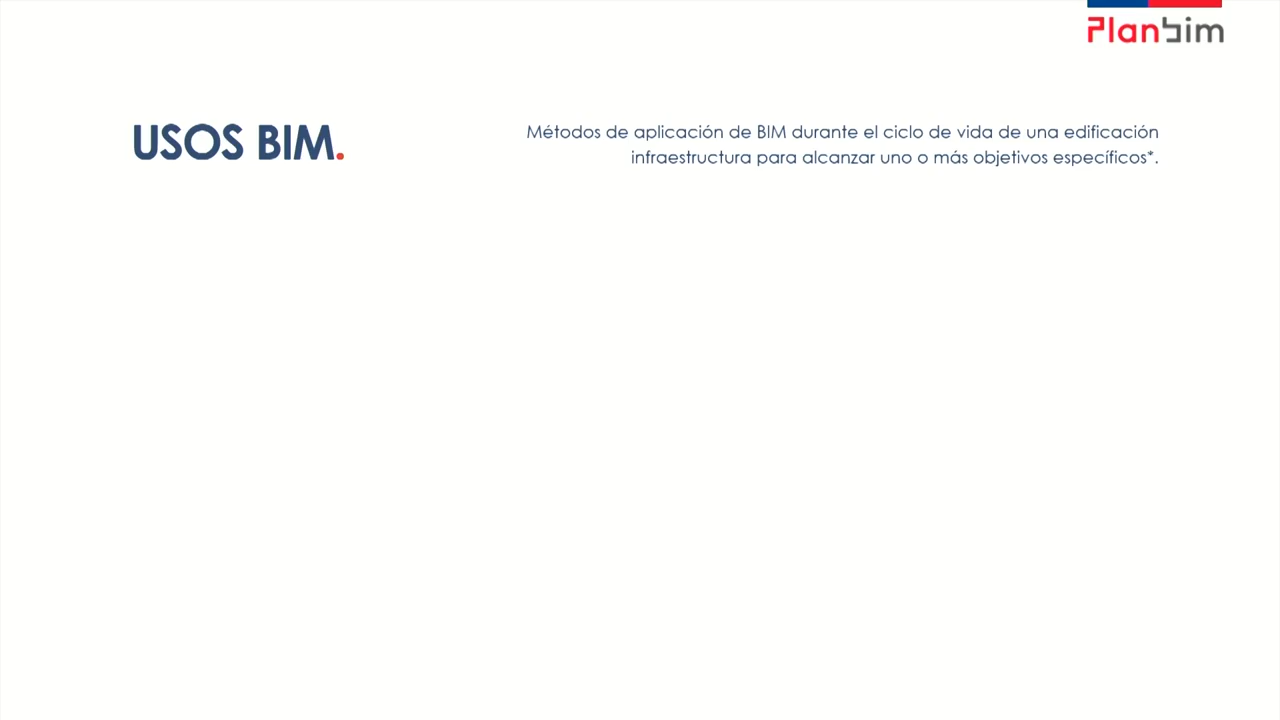 Planbim
USOS BIM.
Métodos de aplicación de BIM durante el ciclo de vida de una edificación
infraestructura para alcanzar uno o más objetivos específicos*.